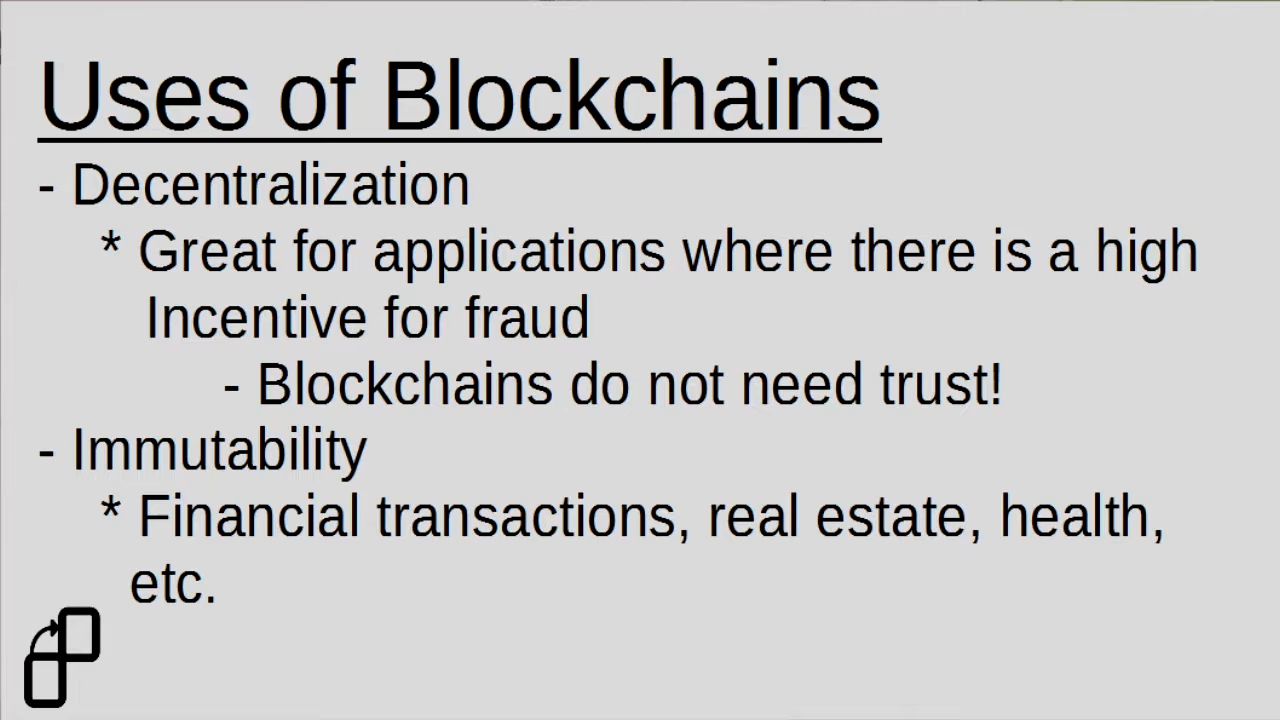 Uses of Blockchains
- Decentralization
* Great for applications where there is a high
Incentive for fraud
- Blockchains do not need trust!
- Immutability
* Financial transactions, real estate, health,
etc.